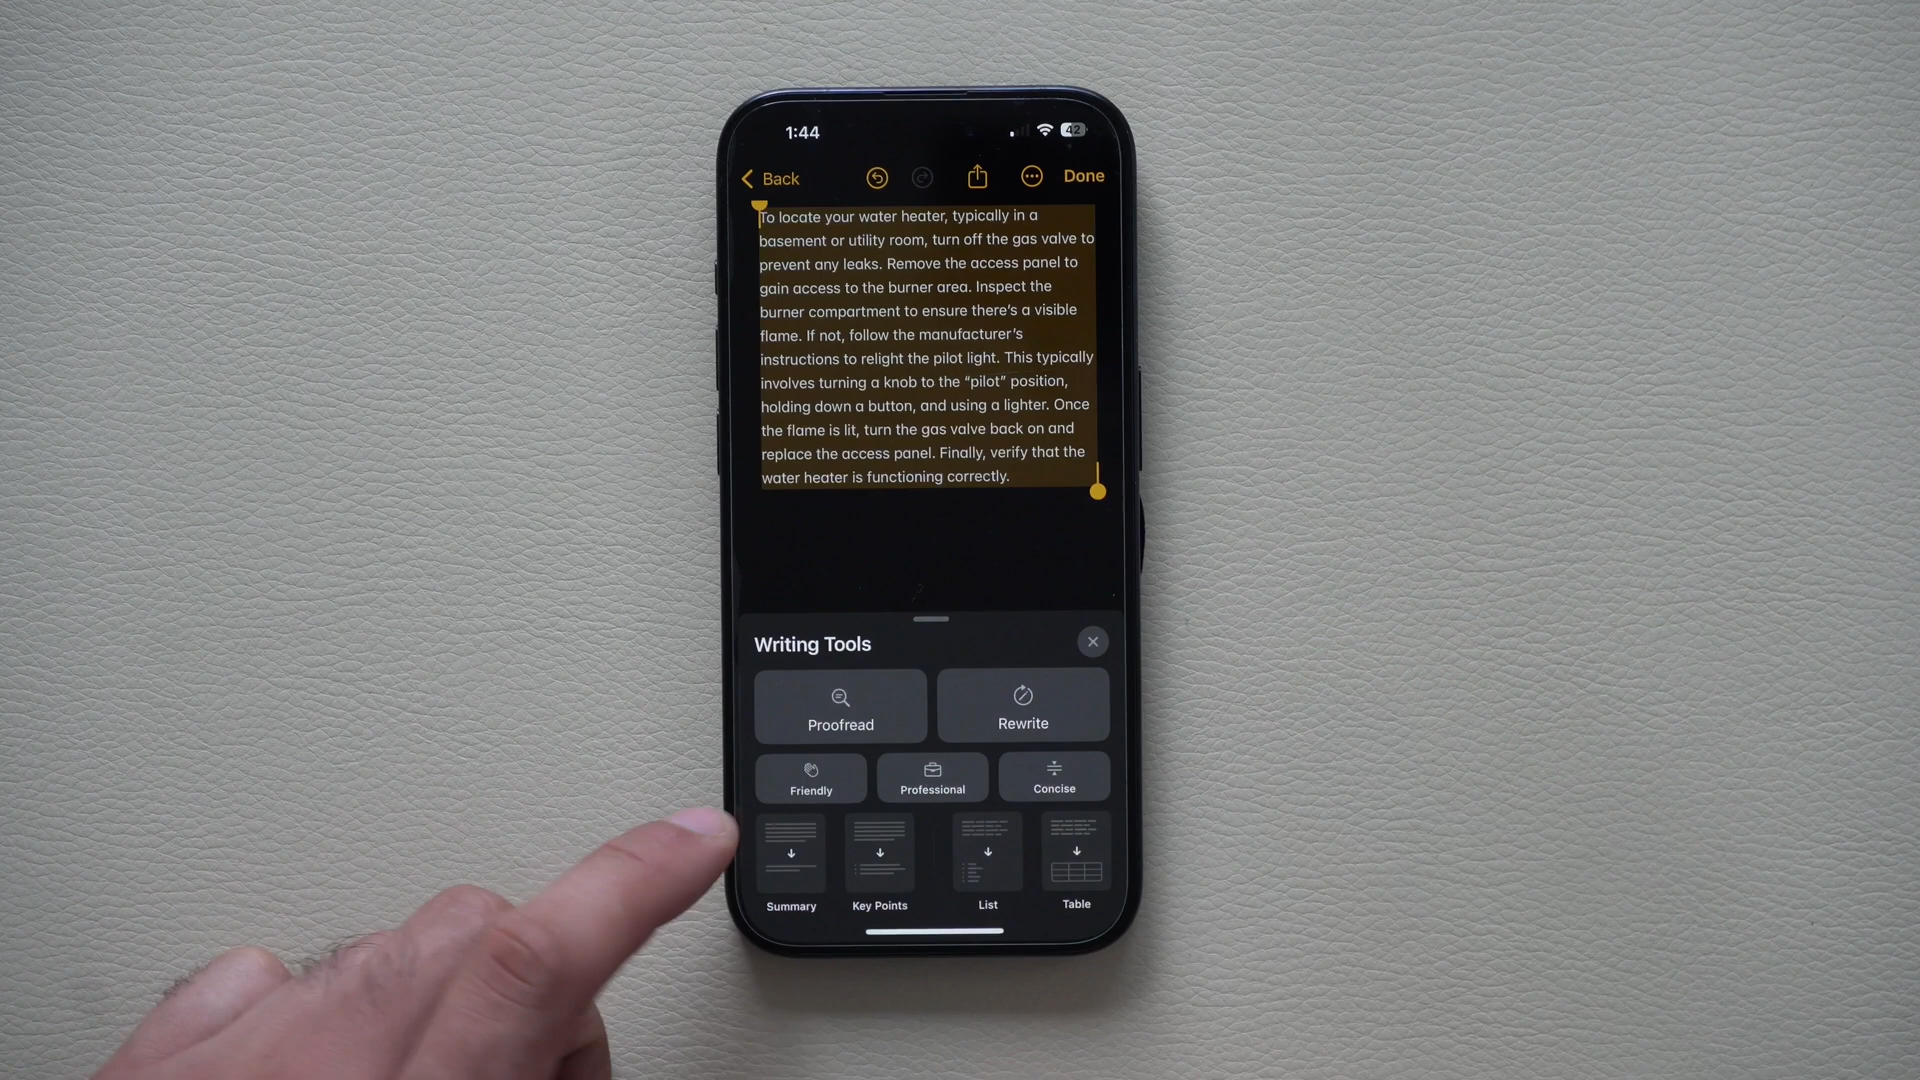 1:44
42
Back
Done
To locate your water heater, typically in a
basement or utility room, turn off the gas valve to
prevent any leaks. Remove the access panel to
gain access to the burner area. Inspect the
burner compartment to ensure there's a visible
flame. If not, follow the manufacturer's
instructions to relight the pilot light. This typically
involves turning a knob to the “pilot” position,
holding down a button, and using a lighter. Once
the flame is lit, turn the gas valve back on and
replace the access panel. Finally, verify that the
water heater is functioning correctly.
Writing Tools
Proofread
Rewrite
Friendly
Professional
Concise
Summary
Key Points
List
Table